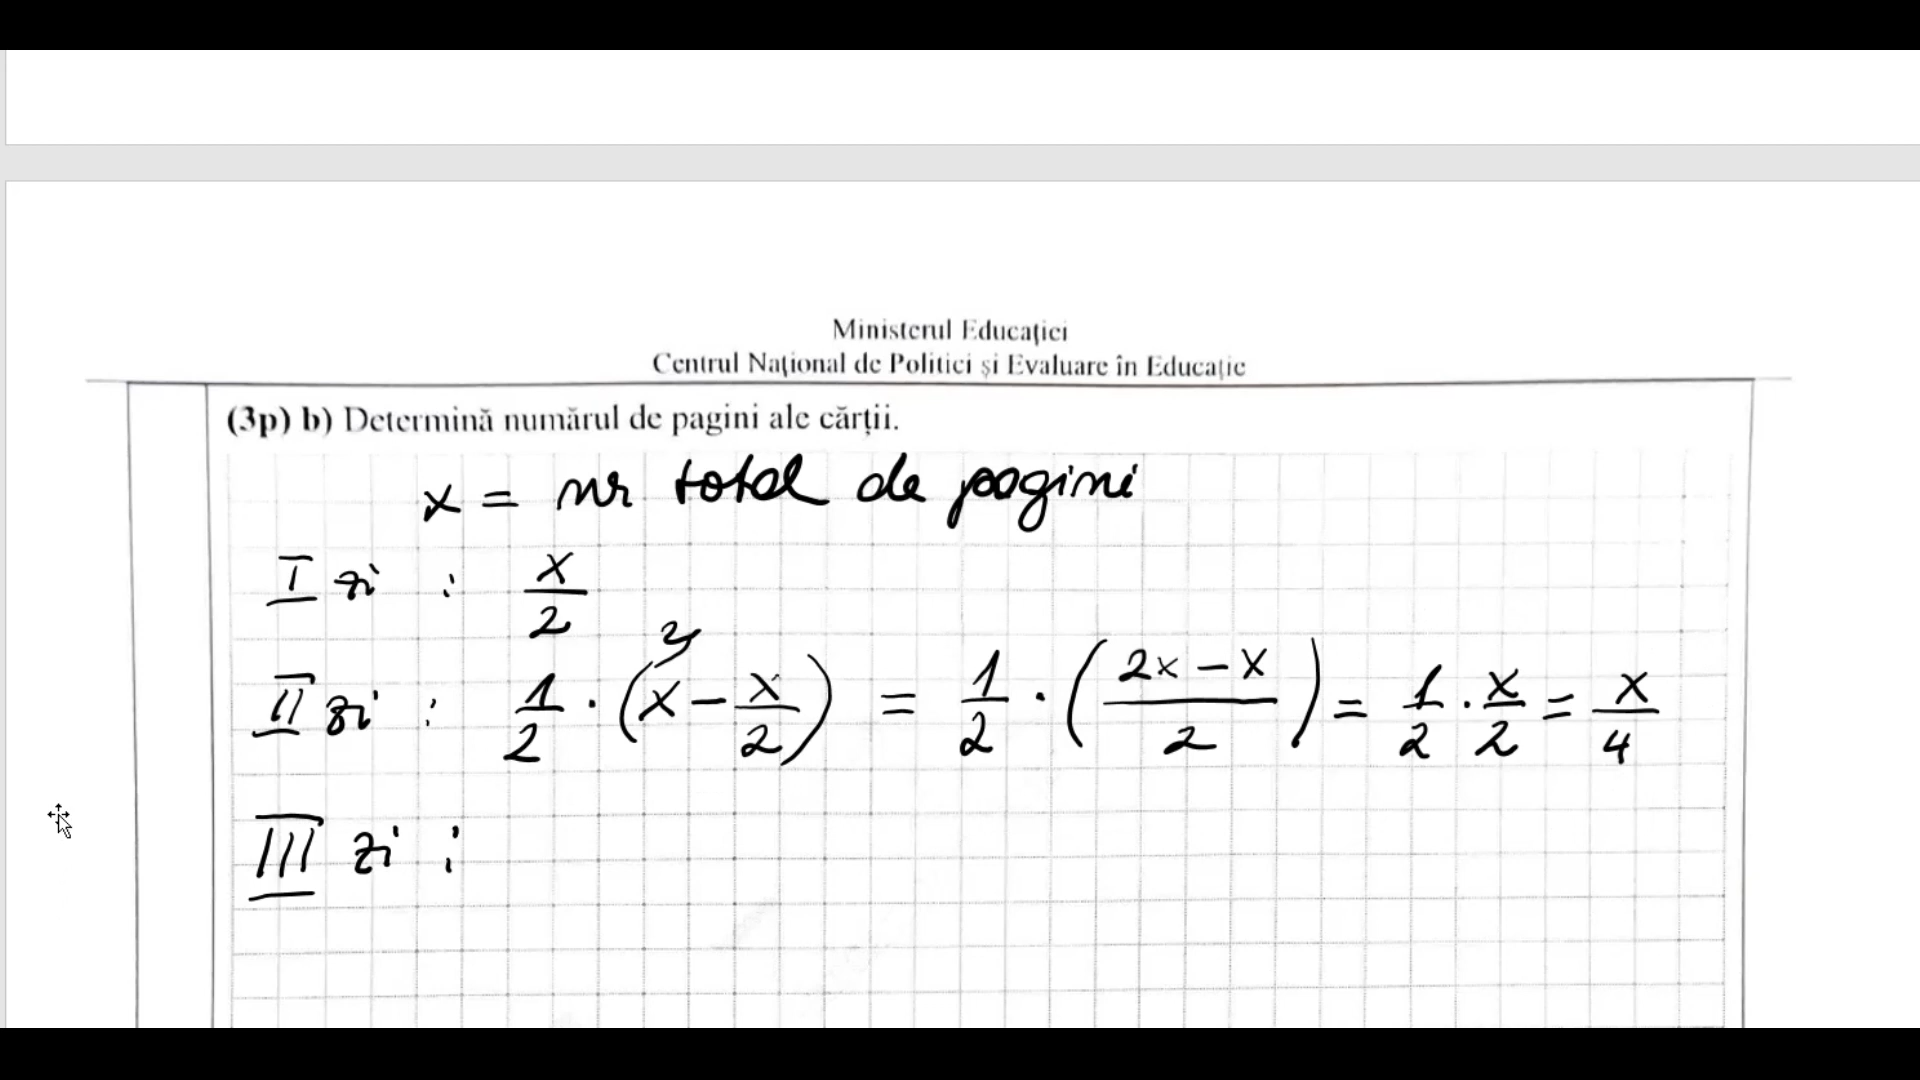 Ministerul Educației
Centrul Național de Politici și Evaluare în Educație
(3p) b) Determină numărul de pagini ale cărții.
x = nr total de pagini
I zi : x/2
II zi : 1/2 · (²⁾x - x/2) = 1/2 · ((2x - x)/2) = 1/2 · x/2 = x/4
III zi :